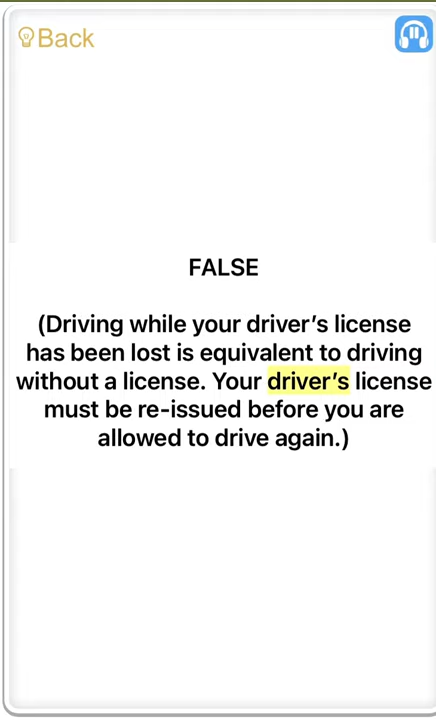 Back
FALSE
(Driving while your driver’s license
has been lost is equivalent to driving
without a license. Your driver’s license
must be re-issued before you are
allowed to drive again.)